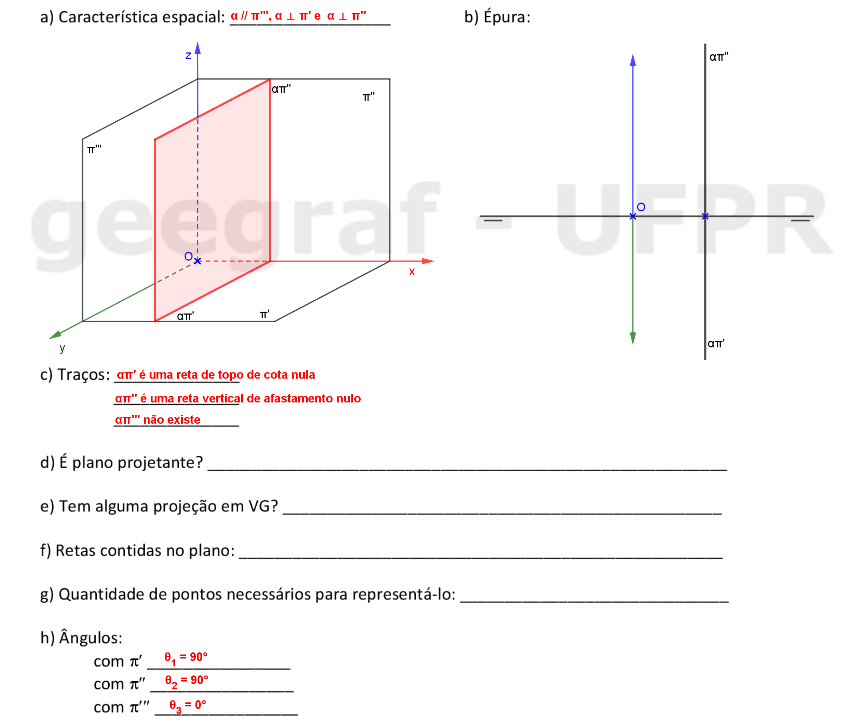 a) Característica espacial: α // π''', α ⊥ π' e α ⊥ π''
b) Épura:
z
απ''
π''
π'''
O
x
απ'
π'
y
geegraf - UFPR
απ''
O
απ'
c) Traços: απ' é uma reta de topo de cota nula
απ'' é uma reta vertical de afastamento nulo
απ''' não existe
d) É plano projetante? ___
e) Tem alguma projeção em VG? ___
f) Retas contidas no plano: ___
g) Quantidade de pontos necessários para representá-lo: ___
h) Ângulos:
com π' θ₁ = 90°
com π'' θ₂ = 90°
com π''' θ₃ = 0°